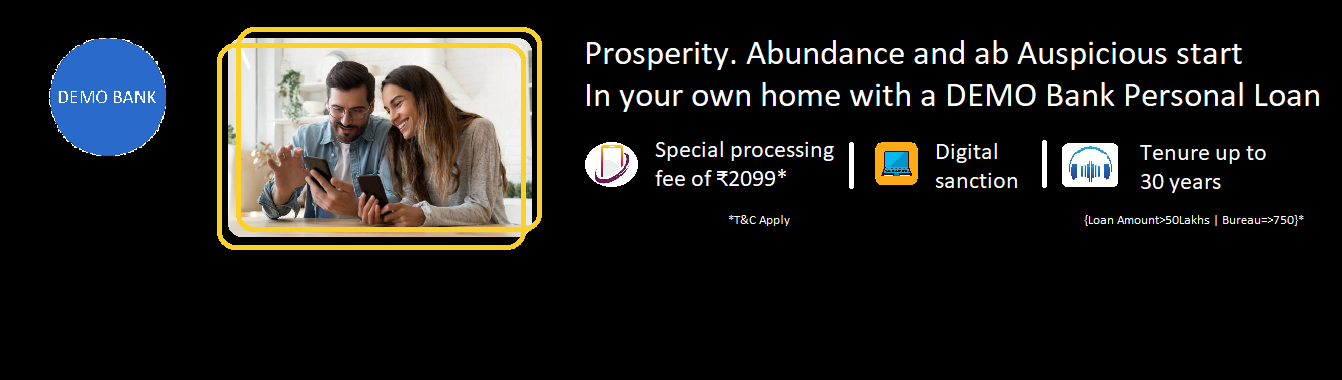 DEMO BANK
Prosperity. Abundance and ab Auspicious start
In your own home with a DEMO Bank Personal Loan
Special processing
fee of ₹2099*
Digital
sanction
Tenure up to
30 years
*T&C Apply
{Loan Amount>50Lakhs | Bureau=>750}*